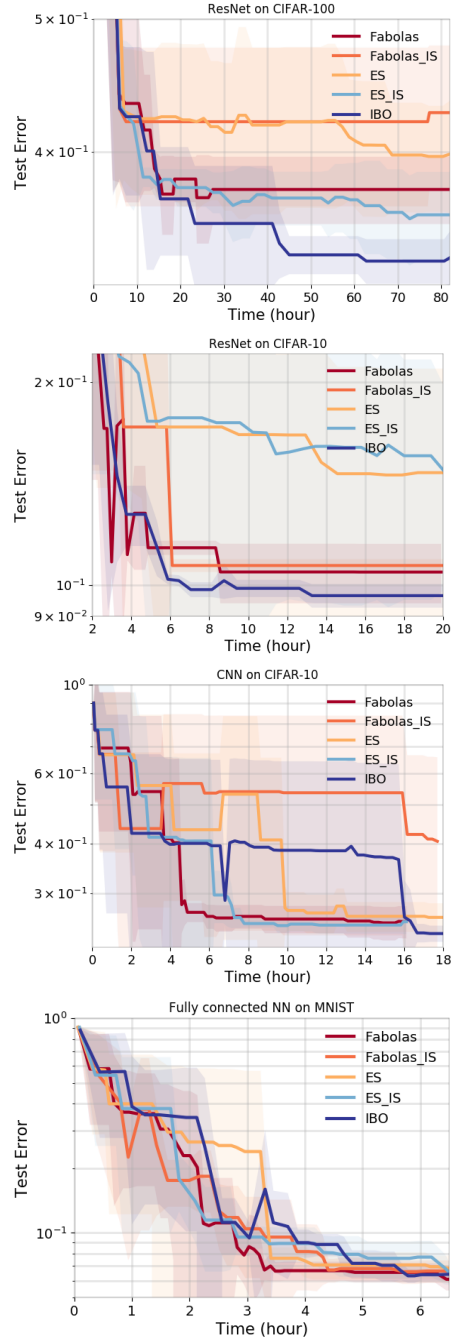 ResNet on CIFAR-100
5 × 10⁻¹
4 × 10⁻¹
Test Error
Fabolas
Fabolas_IS
ES
ES_IS
IBO
0 10 20 30 40 50 60 70 80
Time (hour)
ResNet on CIFAR-10
2 × 10⁻¹
10⁻¹
9 × 10⁻²
Test Error
Fabolas
Fabolas_IS
ES
ES_IS
IBO
2 4 6 8 10 12 14 16 18 20
Time (hour)
CNN on CIFAR-10
10⁰
6 × 10⁻¹
4 × 10⁻¹
3 × 10⁻¹
Test Error
Fabolas
Fabolas_IS
ES
ES_IS
IBO
0 2 4 6 8 10 12 14 16 18
Time (hour)
Fully connected NN on MNIST
10⁰
10⁻¹
Test Error
Fabolas
Fabolas_IS
ES
ES_IS
IBO
0 1 2 3 4 5 6
Time (hour)